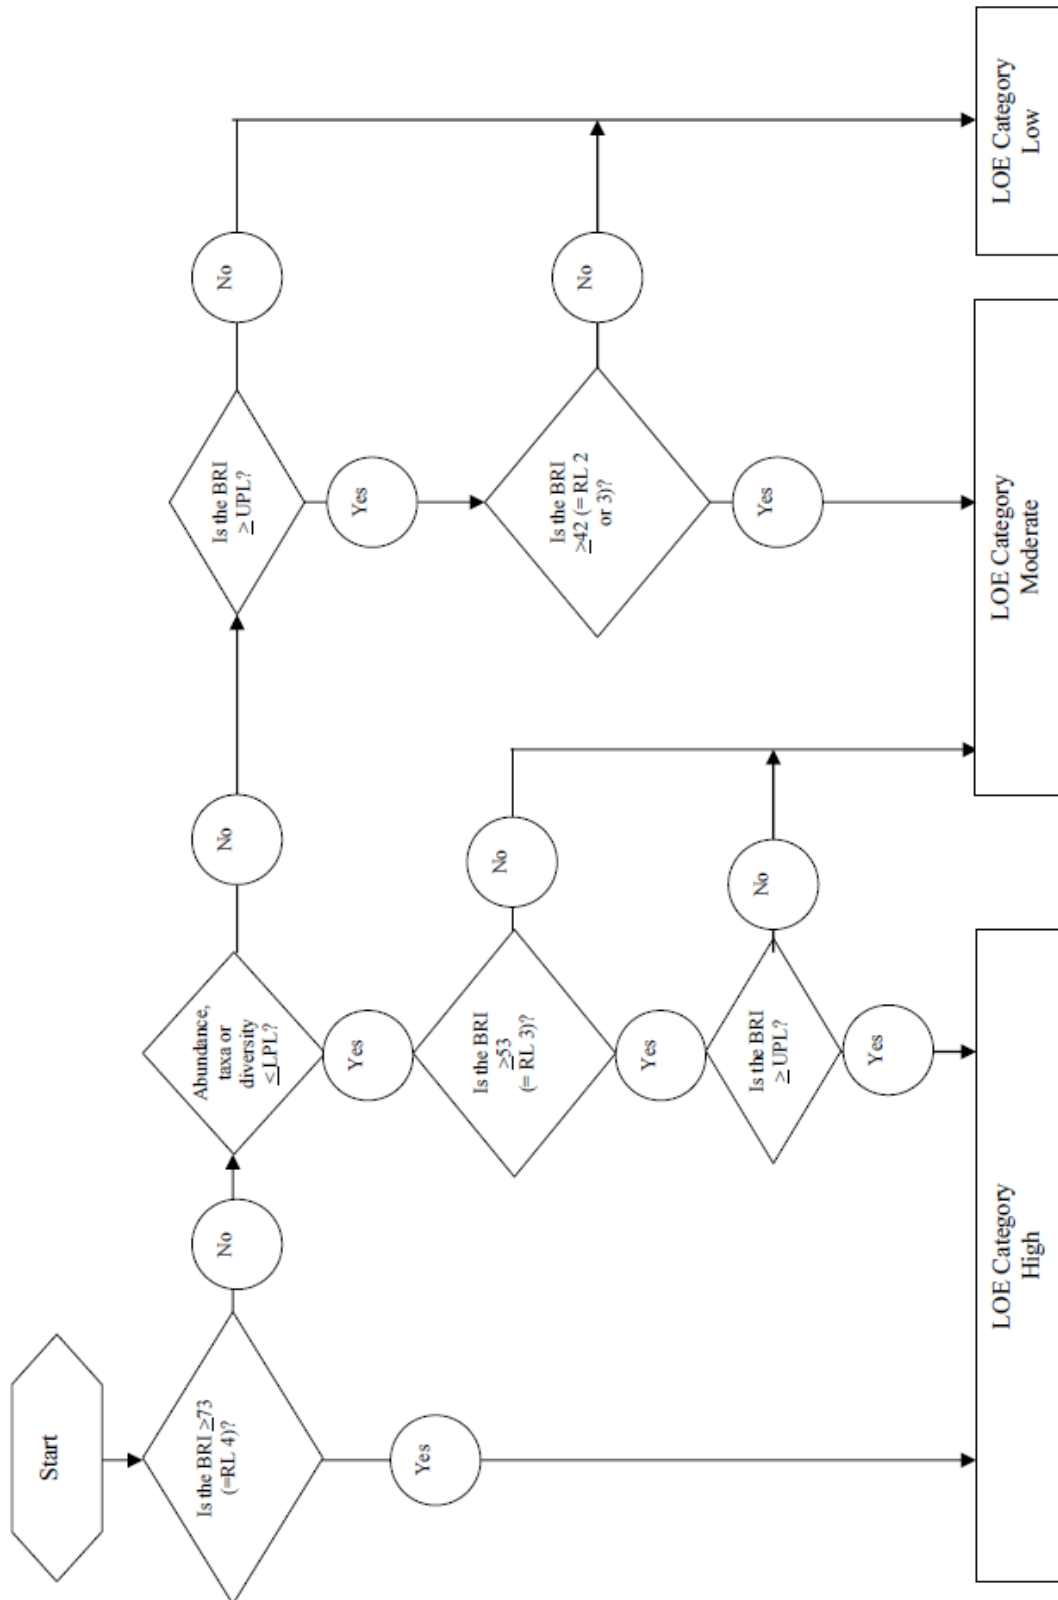 Start
Is the BRI ≥73
(=RL 4)?
No
Yes
Abundance,
taxa or
diversity
≤ LPL?
No
Yes
Is the BRI
≥53
(= RL 3)?
No
Yes
Is the BRI
≥ UPL?
No
Yes
Is the BRI
≥ UPL?
No
Yes
Is the BRI
≥42 (= RL 2
or 3)?
No
Yes
LOE Category
High
LOE Category
Moderate
LOE Category
Low